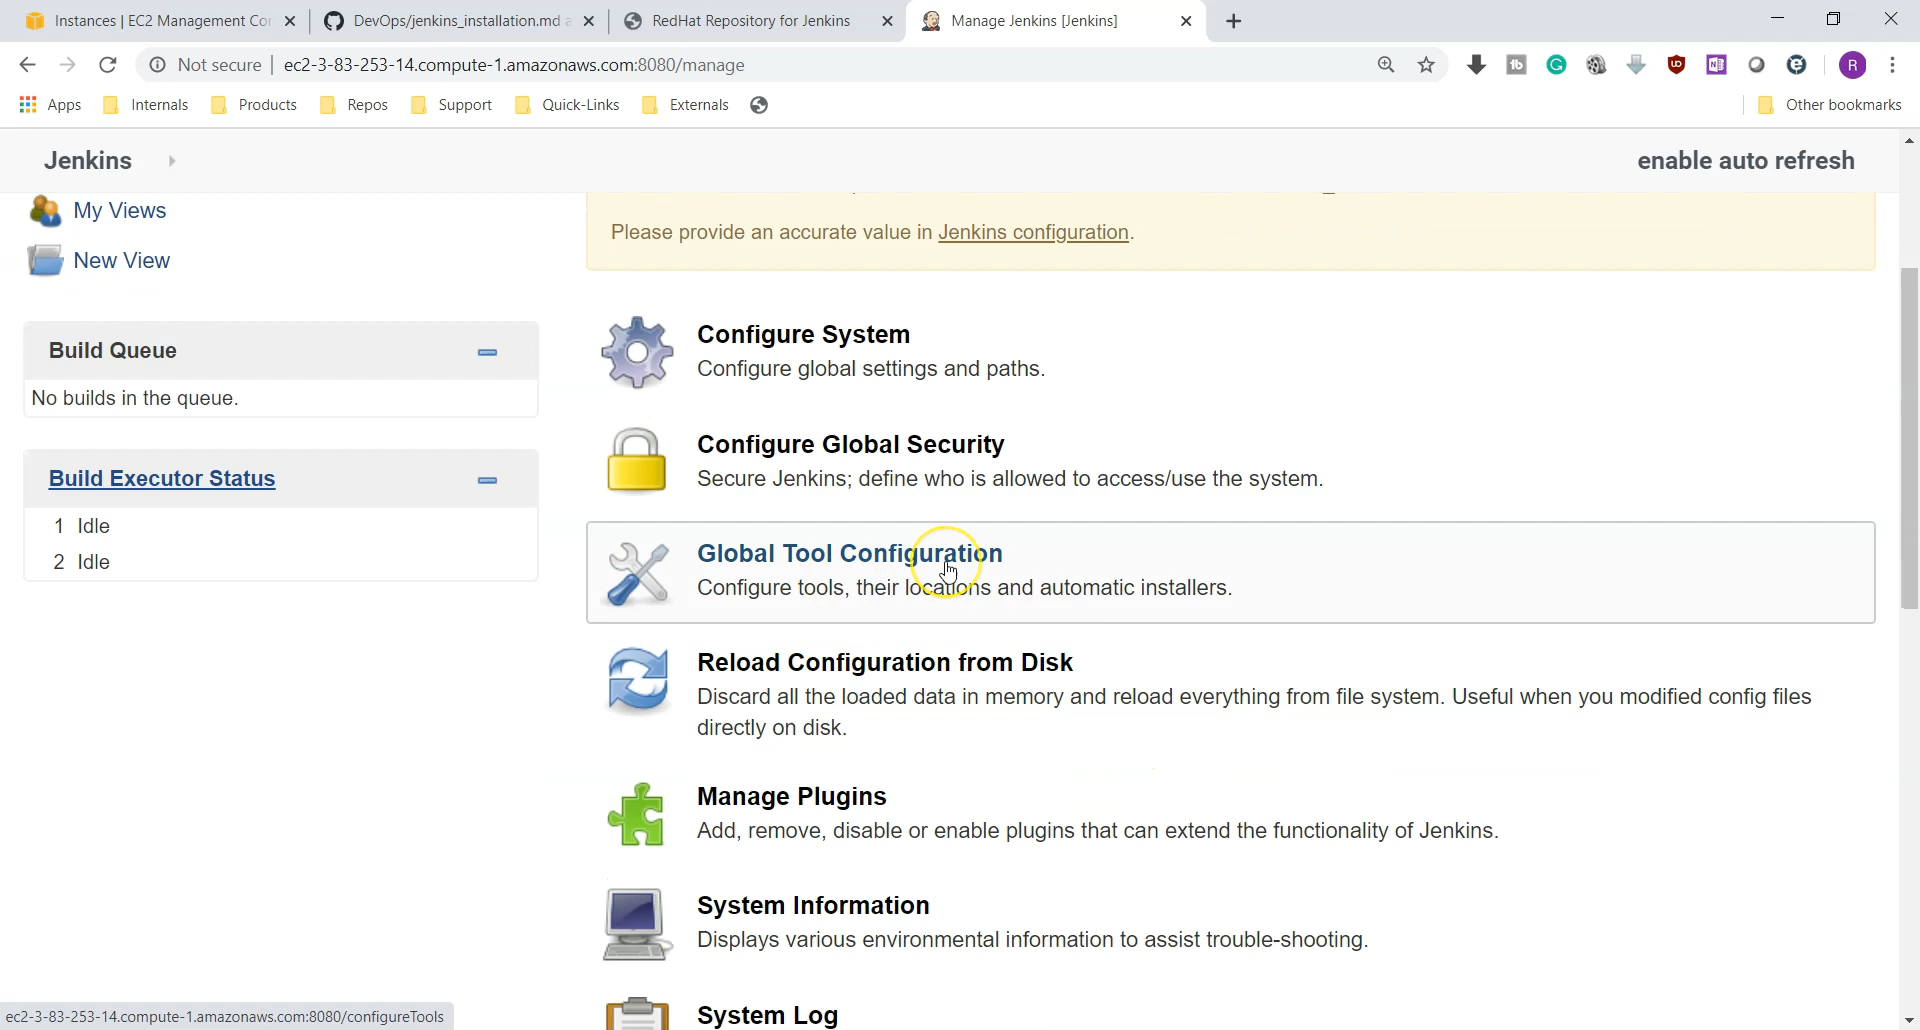 Instances | EC2 Management Con
DevOps/jenkins_installation.md a
RedHat Repository for Jenkins
Manage Jenkins [Jenkins]
Not secure | ec2-3-83-253-14.compute-1.amazonaws.com:8080/manage
Apps
Internals
Products
Repos
Support
Quick-Links
Externals
Other bookmarks
Jenkins
enable auto refresh
My Views
New View
Please provide an accurate value in Jenkins configuration.
Build Queue
No builds in the queue.
Build Executor Status
1 Idle
2 Idle
Configure System
Configure global settings and paths.
Configure Global Security
Secure Jenkins; define who is allowed to access/use the system.
Global Tool Configuration
Configure tools, their locations and automatic installers.
Reload Configuration from Disk
Discard all the loaded data in memory and reload everything from file system. Useful when you modified config files
directly on disk.
Manage Plugins
Add, remove, disable or enable plugins that can extend the functionality of Jenkins.
System Information
Displays various environmental information to assist trouble-shooting.
System Log
ec2-3-83-253-14.compute-1.amazonaws.com:8080/configureTools